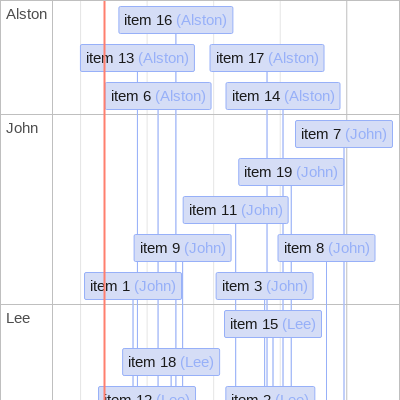 Alston
item 16 (Alston)
item 13 (Alston)
item 17 (Alston)
item 6 (Alston)
item 14 (Alston)
John
item 7 (John)
item 19 (John)
item 11 (John)
item 9 (John)
item 8 (John)
item 1 (John)
item 3 (John)
Lee
item 15 (Lee)
item 18 (Lee)
item 12 (Lee)
item 2 (Lee)